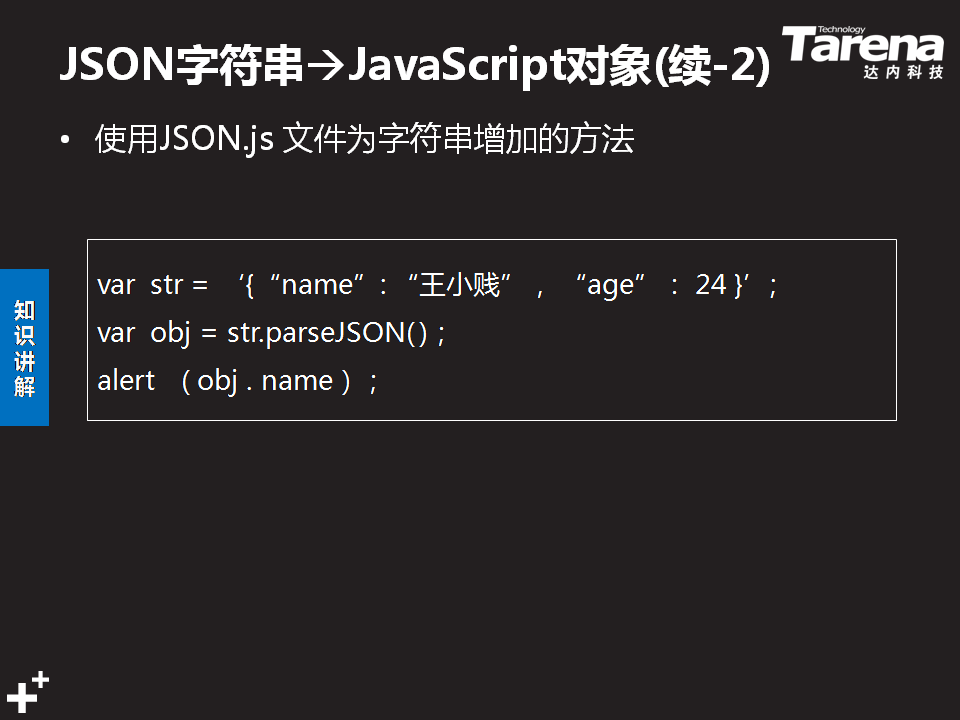 JSON字符串→JavaScript对象(续-2)
Technology
Tarena
达内科技
• 使用JSON.js 文件为字符串增加的方法
var str = ‘{“name”:“王小贱” , “age” : 24 }’ ;
var obj = str.parseJSON() ;
alert ( obj . name ) ;
知识讲解